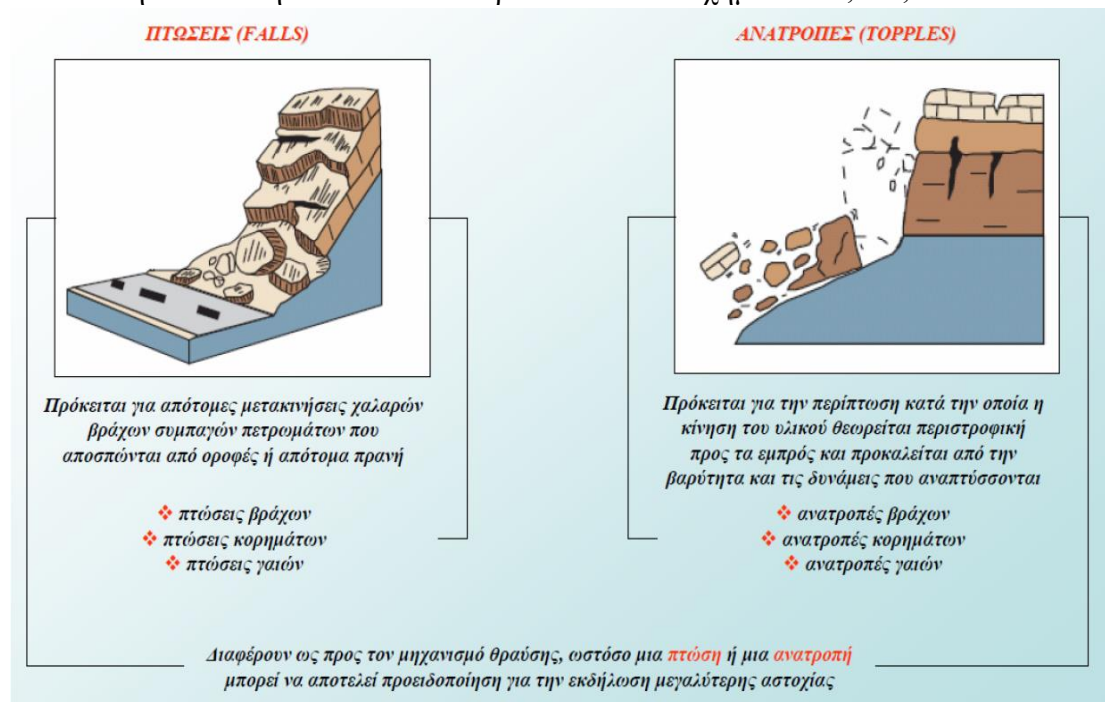 ΠΤΩΣΕΙΣ (FALLS)
Πρόκειται για απότομες μετακινήσεις χαλαρών
βράχων συμπαγών πετρωμάτων που
αποσπώνται από οροφές ή απότομα πρανή
❖ πτώσεις βράχων
❖ πτώσεις κορημάτων
❖ πτώσεις γαιών
ΑΝΑΤΡΟΠΕΣ (TOPPLES)
Πρόκειται για την περίπτωση κατά την οποία η
κίνηση του υλικού θεωρείται περιστροφική
προς τα εμπρός και προκαλείται από την
βαρύτητα και τις δυνάμεις που αναπτύσσονται
❖ ανατροπές βράχων
❖ ανατροπές κορημάτων
❖ ανατροπές γαιών
Διαφέρουν ως προς τον μηχανισμό θραύσης, ωστόσο μια πτώση ή μια ανατροπή
μπορεί να αποτελεί προειδοποίηση για την εκδήλωση μεγαλύτερης αστοχίας